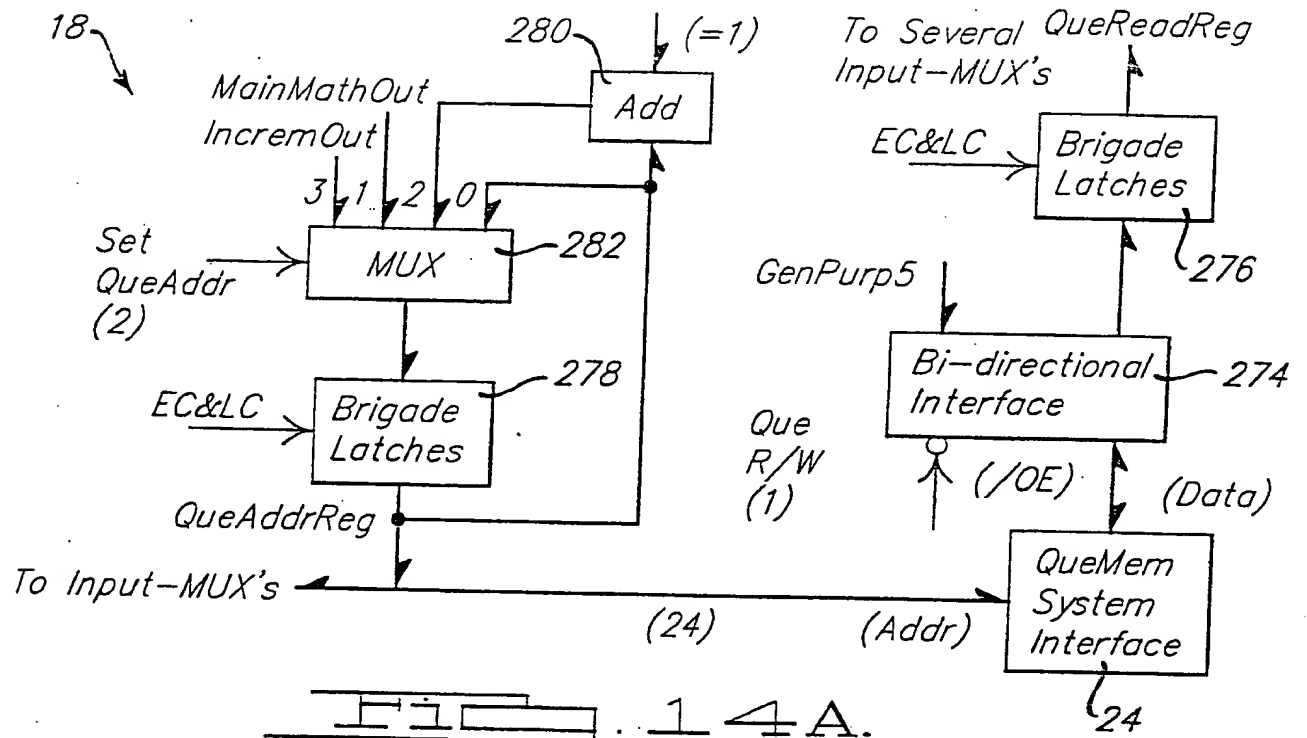 18
280
(=1)
To Several
Input-MUX's
QueReadReg
MainMathOut
IncremOut
Add
EC&LC
Brigade
Latches
276
3 1 2 0
Set
QueAddr
(2)
MUX
282
GenPurp5
Bi-directional
Interface
274
EC&LC
Brigade
Latches
278
Que
R/W
(1)
(/OE)
(Data)
QueAddrReg
To Input-MUX's
(24)
(Addr)
QueMem
System
Interface
24
FIG. 14A.